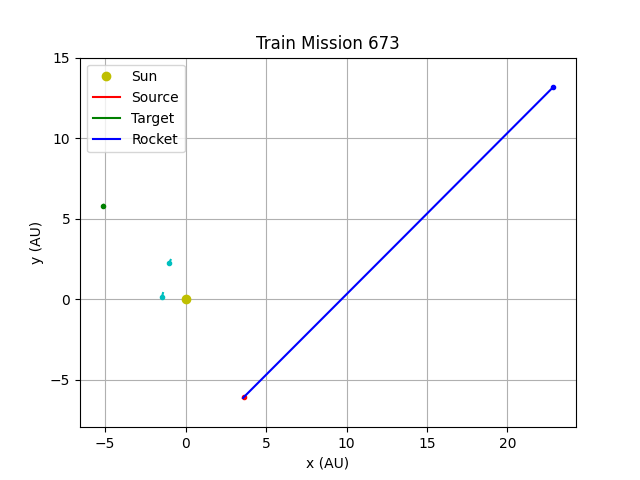 Train Mission 673
Sun
Source
Target
Rocket
15
10
5
0
−5
y (AU)
−5
0
5
10
15
20
x (AU)